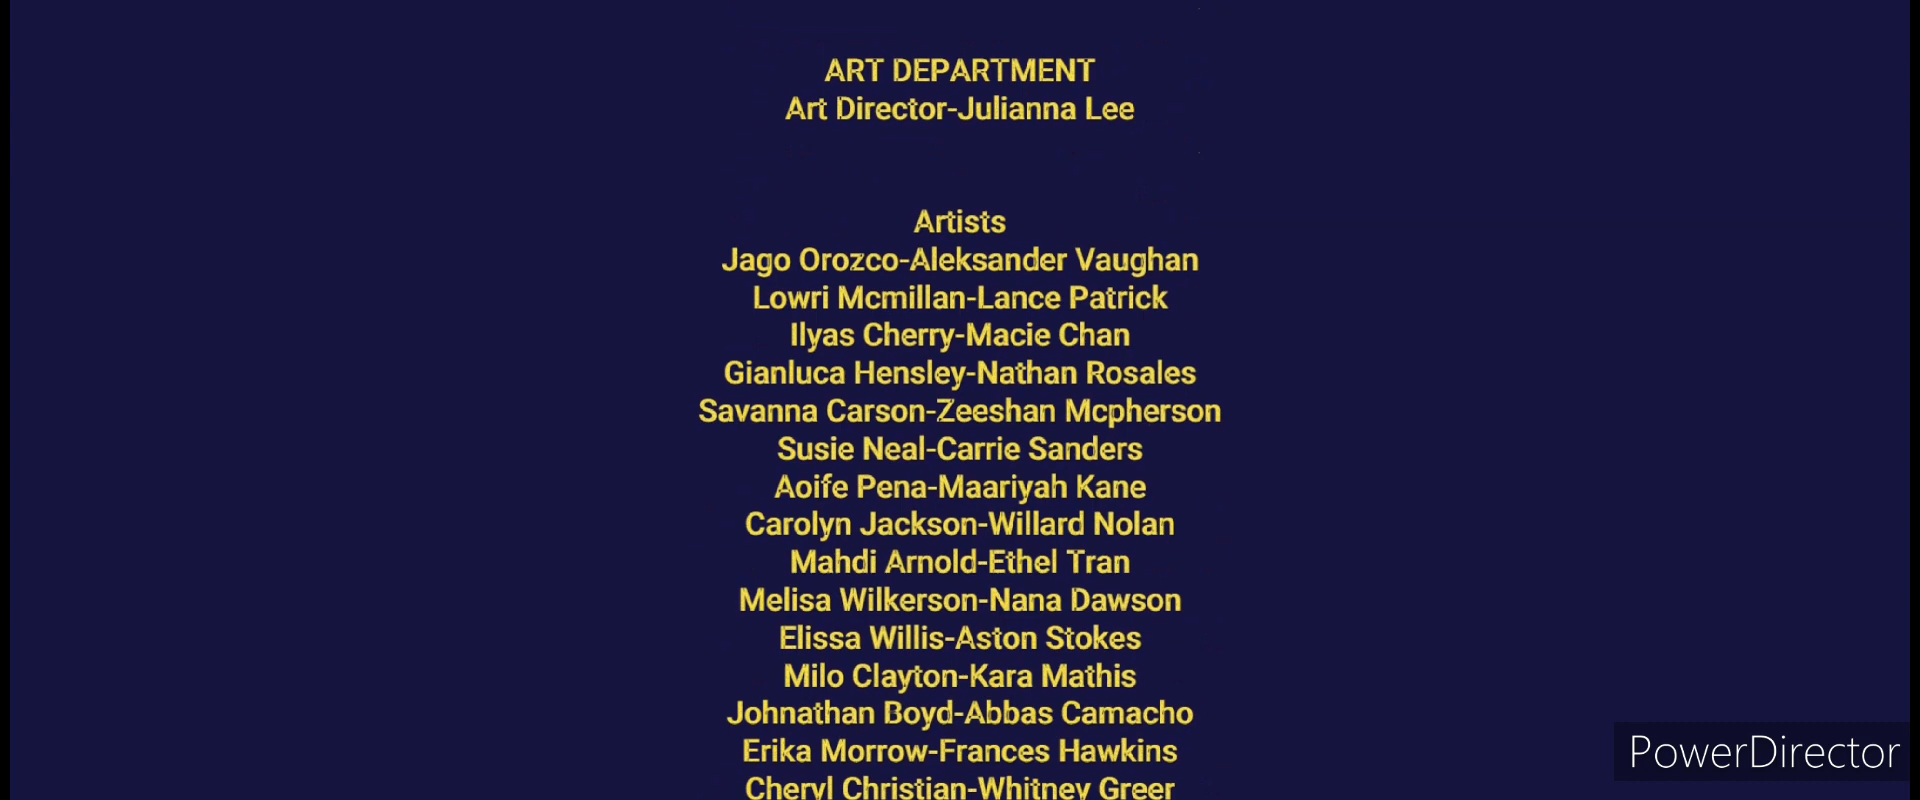 ART DEPARTMENT
Art Director-Julianna Lee
Artists
Jago Orozco-Aleksander Vaughan
Lowri Mcmillan-Lance Patrick
Ilyas Cherry-Macie Chan
Gianluca Hensley-Nathan Rosales
Savanna Carson-Zeeshan Mcpherson
Susie Neal-Carrie Sanders
Aoife Pena-Maariyah Kane
Carolyn Jackson-Willard Nolan
Mahdi Arnold-Ethel Tran
Melisa Wilkerson-Nana Dawson
Elissa Willis-Aston Stokes
Milo Clayton-Kara Mathis
Johnathan Boyd-Abbas Camacho
Erika Morrow-Frances Hawkins
Cheryl Christian-Whitney Greer
PowerDirector